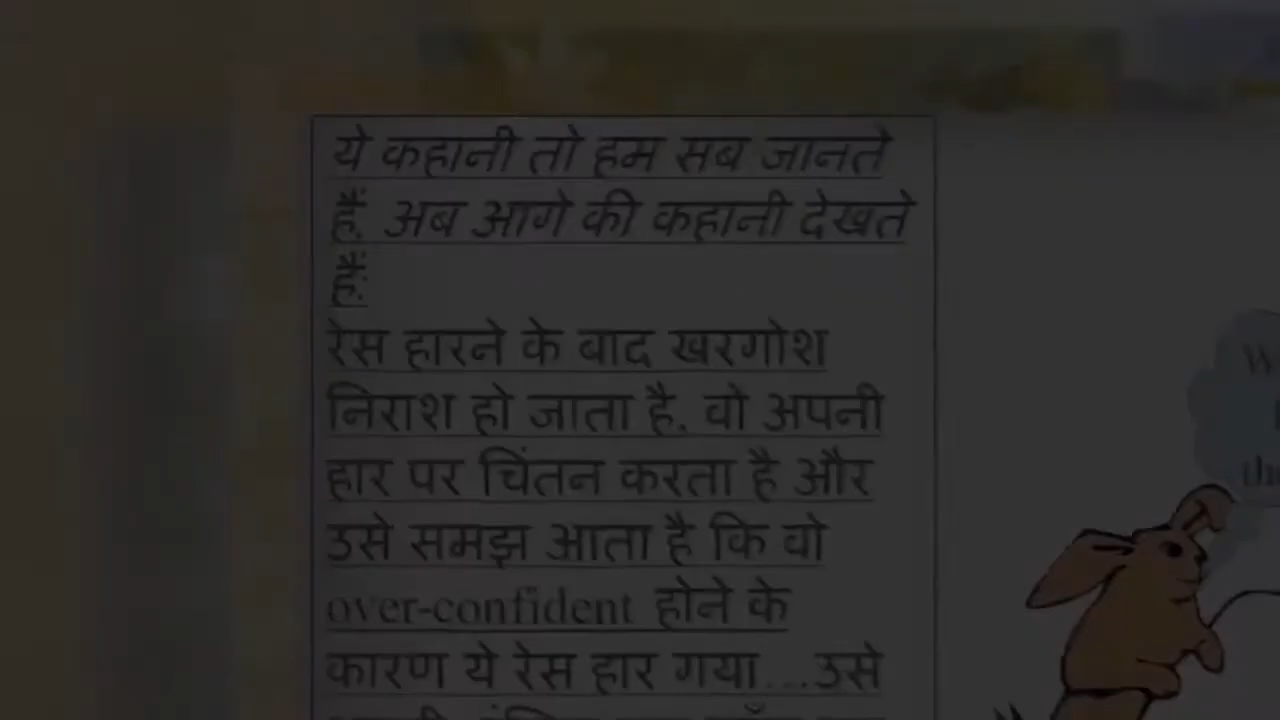 ये कहानी तो हम सब जानते
हैं. अब आगे की कहानी देखते
हैं:
रेस हारने के बाद खरगोश
निराश हो जाता है. वो अपनी
हार पर चिंतन करता है और
उसे समझ आता है कि वो
over-confident होने के
कारण ये रेस हार गया...उसे